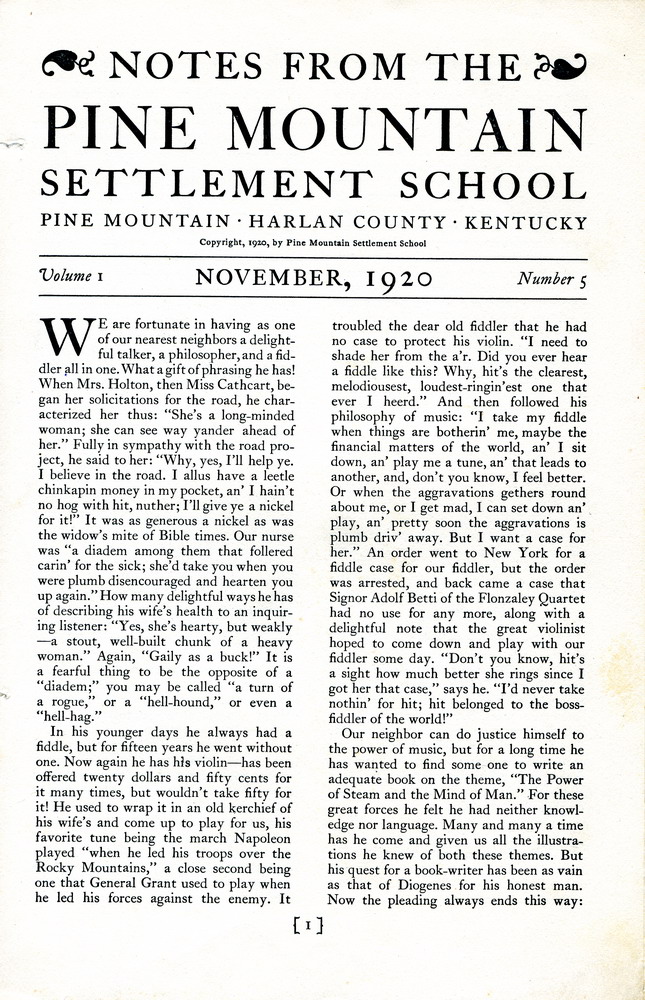 NOTES FROM THE
PINE MOUNTAIN
SETTLEMENT SCHOOL
PINE MOUNTAIN · HARLAN COUNTY · KENTUCKY
Copyright, 1920, by Pine Mountain Settlement School
Volume 1 NOVEMBER, 1920 Number 5
WE are fortunate in having as one
of our nearest neighbors a delight-
ful talker, a philosopher, and a fid-
dler all in one. What a gift of phrasing he has!
When Mrs. Holton, then Miss Cathcart, be-
gan her solicitations for the road, he char-
acterized her thus: “She’s a long-minded
woman; she can see way yander ahead of
her.” Fully in sympathy with the road pro-
ject, he said to her: “Why, yes, I’ll help ye.
I believe in the road. I allus have a leetle
chinkapin money in my pocket, an’ I hain’t
no hog with hit, nuther; I’ll give ye a nickel
for it!” It was as generous a nickel as was
the widow’s mite of Bible times. Our nurse
was “a diadem among them that follered
carin’ for the sick; she’d take you when you
were plumb disencouraged and hearten you
up again.” How many delightful ways he has
of describing his wife’s health to an inquir-
ing listener: “Yes, she’s hearty, but weakly
—a stout, well-built chunk of a heavy
woman.” Again, “Gaily as a buck!” It is
a fearful thing to be the opposite of a
“diadem;” you may be called “a turn of
a rogue,” or a “hell-hound,” or even a
“hell-hag.”
In his younger days he always had a
fiddle, but for fifteen years he went without
one. Now again he has his violin—has been
offered twenty dollars and fifty cents for
it many times, but wouldn’t take fifty for
it! He used to wrap it in an old kerchief of
his wife’s and come up to play for us, his
favorite tune being the march Napoleon
played “when he led his troops over the
Rocky Mountains,” a close second being
one that General Grant used to play when
he led his forces against the enemy. It
troubled the dear old fiddler that he had
no case to protect his violin. “I need to
shade her from the a’r. Did you ever hear
a fiddle like this? Why, hit’s the clearest,
melodiousest, loudest-ringin’est one that
ever I heerd.” And then followed his
philosophy of music: “I take my fiddle
when things are botherin’ me, maybe the
financial matters of the world, an’ I sit
down, an’ play me a tune, an’ that leads to
another, and, don’t you know, I feel better.
Or when the aggravations gethers round
about me, or I get mad, I can set down an’
play, an’ pretty soon the aggravations is
plumb driv’ away. But I want a case for
her.” An order went to New York for a
fiddle case for our fiddler, but the order
was arrested, and back came a case that
Signor Adolf Betti of the Flonzaley Quartet
had no use for any more, along with a
delightful note that the great violinist
hoped to come down and play with our
fiddler some day. “Don’t you know, hit’s
a sight how much better she rings since I
got her that case,” says he. “I’d never take
nothin’ for hit; hit belonged to the boss-
fiddler of the world!”
Our neighbor can do justice himself to
the power of music, but for a long time he
has wanted to find some one to write an
adequate book on the theme, “The Power
of Steam and the Mind of Man.” For these
great forces he felt he had neither knowl-
edge nor language. Many and many a time
has he come and given us all the illustra-
tions he knew of both these themes. But
his quest for a book-writer has been as vain
as that of Diogenes for his honest man.
Now the pleading always ends this way:
[1]